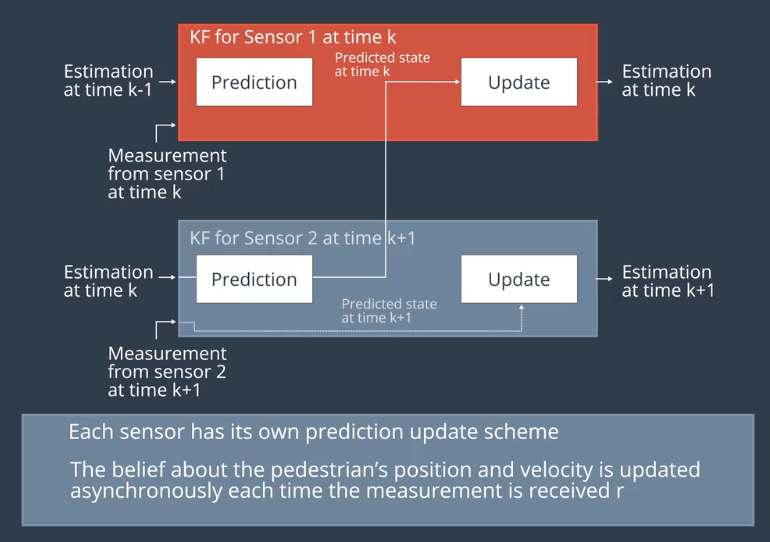 KF for Sensor 1 at time k
Estimation
at time k-1
Prediction
Predicted state
at time k
Update
Estimation
at time k
Measurement
from sensor 1
at time k
KF for Sensor 2 at time k+1
Estimation
at time k
Prediction
Predicted state
at time k+1
Update
Estimation
at time k+1
Measurement
from sensor 2
at time k+1
Each sensor has its own prediction update scheme
The belief about the pedestrian's position and velocity is updated
asynchronously each time the measurement is received r